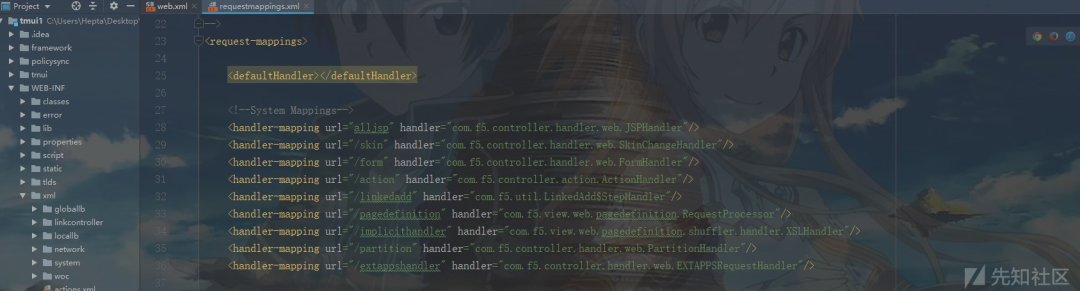 Project
web.xml
requestmappings.xml
tmui1 C:\Users\Hepta\Desktop\
.idea
framework
policysync
tmui
WEB-INF
classes
error
lib
properties
script
static
tlds
xml
globallb
linkcontroller
locallb
network
system
woc
actions.xml
22 -->
23 <request-mappings>
24
25 <defaultHandler></defaultHandler>
26
27 <!--System Mappings-->
28 <handler-mapping url="alljsp" handler="com.f5.controller.handler.web.JSPHandler"/>
29 <handler-mapping url="/skin" handler="com.f5.controller.handler.web.SkinChangeHandler"/>
30 <handler-mapping url="/form" handler="com.f5.controller.handler.web.FormHandler"/>
31 <handler-mapping url="/action" handler="com.f5.controller.action.ActionHandler"/>
32 <handler-mapping url="/linkedadd" handler="com.f5.util.LinkedAdd$StepHandler"/>
33 <handler-mapping url="/pagedefinition" handler="com.f5.view.web.pagedefinition.RequestProcessor"/>
34 <handler-mapping url="/implicithandler" handler="com.f5.view.web.pagedefinition.shuffler.handler.XSLHandler"/>
35 <handler-mapping url="/partition" handler="com.f5.controller.handler.web.PartitionHandler"/>
36 <handler-mapping url="/extappshandler" handler="com.f5.controller.handler.web.EXTAPPSRequestHandler"/>
先知社区